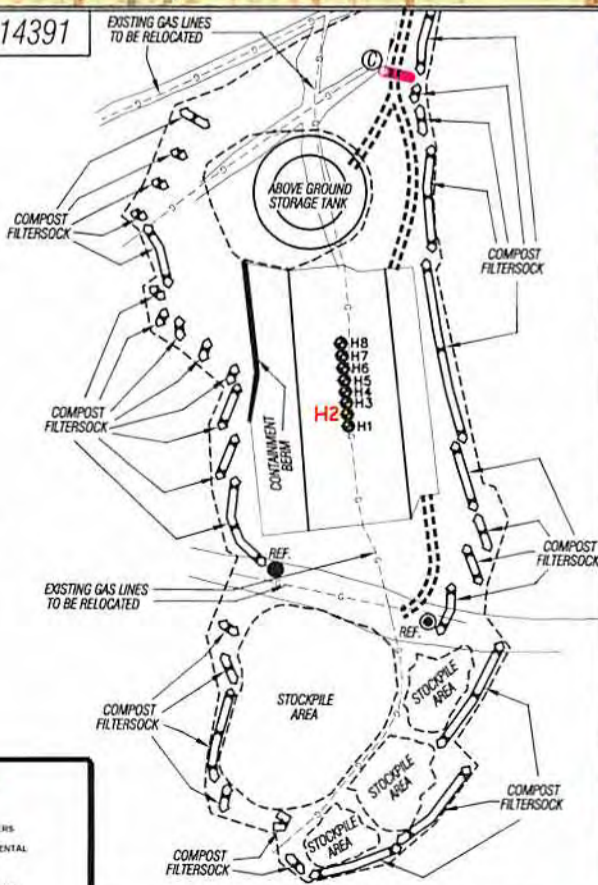 14391
EXISTING GAS LINES
TO BE RELOCATED
C
G
ABOVE GROUND
STORAGE TANK
COMPOST
FILTERSOCK
COMPOST
FILTERSOCK
H8
H7
H6
H5
H4
H3
H2
H1
CONTAINMENT
BERM
COMPOST
FILTERSOCK
COMPOST
FILTERSOCK
REF.
EXISTING GAS LINES
TO BE RELOCATED
REF.
STOCKPILE
AREA
STOCKPILE
AREA
COMPOST
FILTERSOCK
STOCKPILE
AREA
STOCKPILE
AREA
COMPOST
FILTERSOCK
COMPOST
FILTERSOCK
ERS
ENTAL